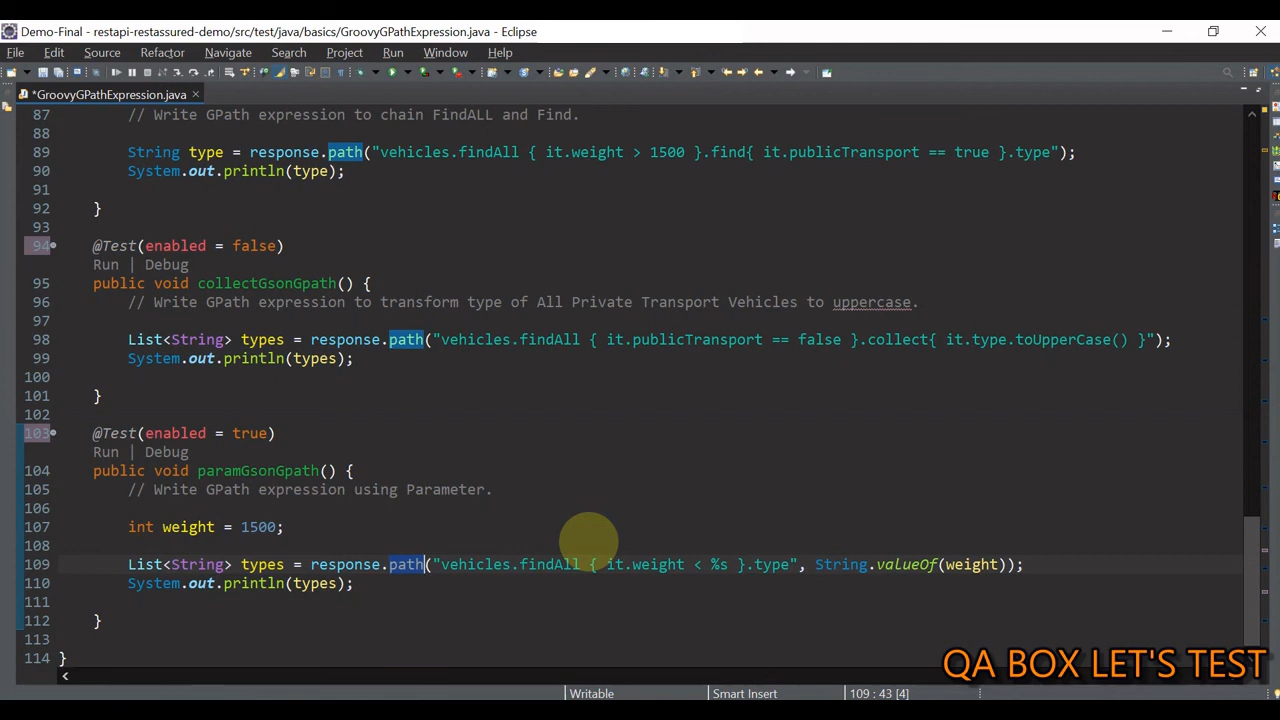 Demo-Final - restapi-restassured-demo/src/test/java/basics/GroovyGPathExpression.java - Eclipse
File Edit Source Refactor Navigate Search Project Run Window Help
*GroovyGPathExpression.java
87 // Write GPath expression to chain FindALL and Find.
88
89 String type = response.path("vehicles.findAll { it.weight > 1500 }.find{ it.publicTransport == true }.type");
90 System.out.println(type);
91
92 }
93
94 @Test(enabled = false)
Run | Debug
95 public void collectGsonGpath() {
96 // Write GPath expression to transform type of All Private Transport Vehicles to uppercase.
97
98 List<String> types = response.path("vehicles.findAll { it.publicTransport == false }.collect{ it.type.toUpperCase() }");
99 System.out.println(types);
100
101 }
102
103 @Test(enabled = true)
Run | Debug
104 public void paramGsonGpath() {
105 // Write GPath expression using Parameter.
106
107 int weight = 1500;
108
109 List<String> types = response.path("vehicles.findAll { it.weight < %s }.type", String.valueOf(weight));
110 System.out.println(types);
111
112 }
113
114 }
QA BOX LET'S TEST
Writable Smart Insert 109 : 43 [4]